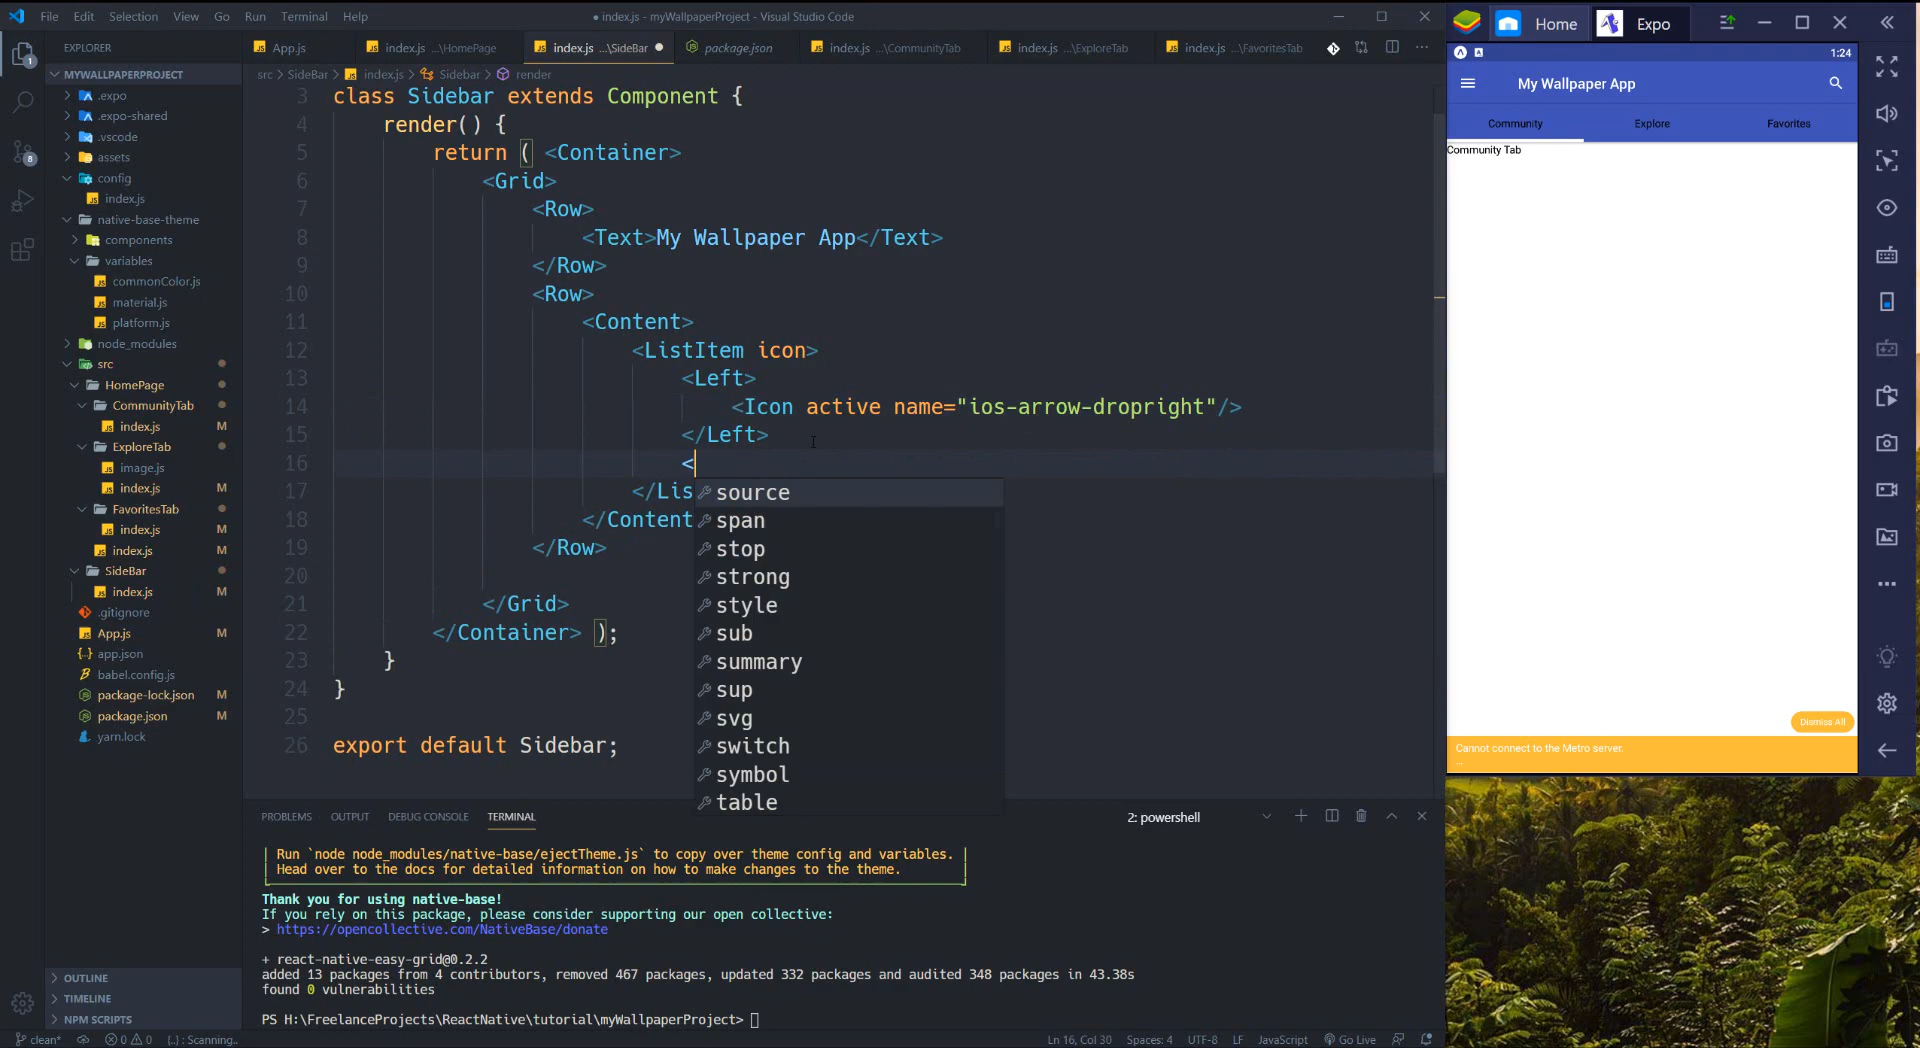 File Edit Selection View Go Run Terminal Help
● index.js - myWallpaperProject - Visual Studio Code
Home
Expo
EXPLORER
App.js
index.js ...\HomePage
index.js ...\SideBar
package.json
index.js ...\CommunityTab
index.js ...\ExploreTab
index.js ...\FavoritesTab
MYWALLPAPERPROJECT
.expo
.expo-shared
.vscode
assets
config
index.js
native-base-theme
components
variables
commonColor.js
material.js
platform.js
node_modules
src
HomePage
CommunityTab
index.js
ExploreTab
image.js
index.js
FavoritesTab
index.js M
index.js M
SideBar
index.js M
.gitignore
App.js M
app.json
babel.config.js
package-lock.json M
package.json M
yarn.lock
OUTLINE
TIMELINE
NPM SCRIPTS
1
8
src > SideBar > index.js > Sidebar > render
3 class Sidebar extends Component {
4 render() {
5 return ( <Container>
6 <Grid>
7 <Row>
8 <Text>My Wallpaper App</Text>
9 </Row>
10 <Row>
11 <Content>
12 <ListItem icon>
13 <Left>
14 <Icon active name="ios-arrow-dropright"/>
15 </Left>
16 <
17 </Lis
18 </Content
19 </Row>
20
21 </Grid>
22 </Container> );
23 }
24 }
25
26 export default Sidebar;
source
span
stop
strong
style
sub
summary
sup
svg
switch
symbol
table
PROBLEMS OUTPUT DEBUG CONSOLE TERMINAL
2: powershell
| Run `node node_modules/native-base/ejectTheme.js` to copy over theme config and variables. |
| Head over to the docs for detailed information on how to make changes to the theme. |
Thank you for using native-base!
If you rely on this package, please consider supporting our open collective:
> https://opencollective.com/NativeBase/donate
+ react-native-easy-grid@0.2.2
added 13 packages from 4 contributors, removed 467 packages, updated 332 packages and audited 348 packages in 43.38s
found 0 vulnerabilities
PS H:\FreelanceProjects\ReactNative\tutorial\myWallpaperProject>
clean* 0 0 {..} : Scanning..
Ln 16, Col 30 Spaces: 4 UTF-8 LF JavaScript Go Live
1:24
My Wallpaper App
Community Explore Favorites
Community Tab
Dismiss All
Cannot connect to the Metro server.
...